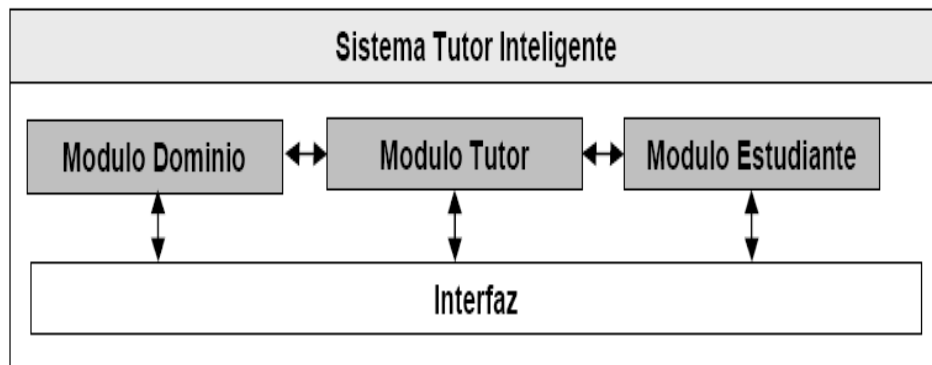 Sistema Tutor Inteligente
Modulo Dominio
Modulo Tutor
Modulo Estudiante
Interfaz